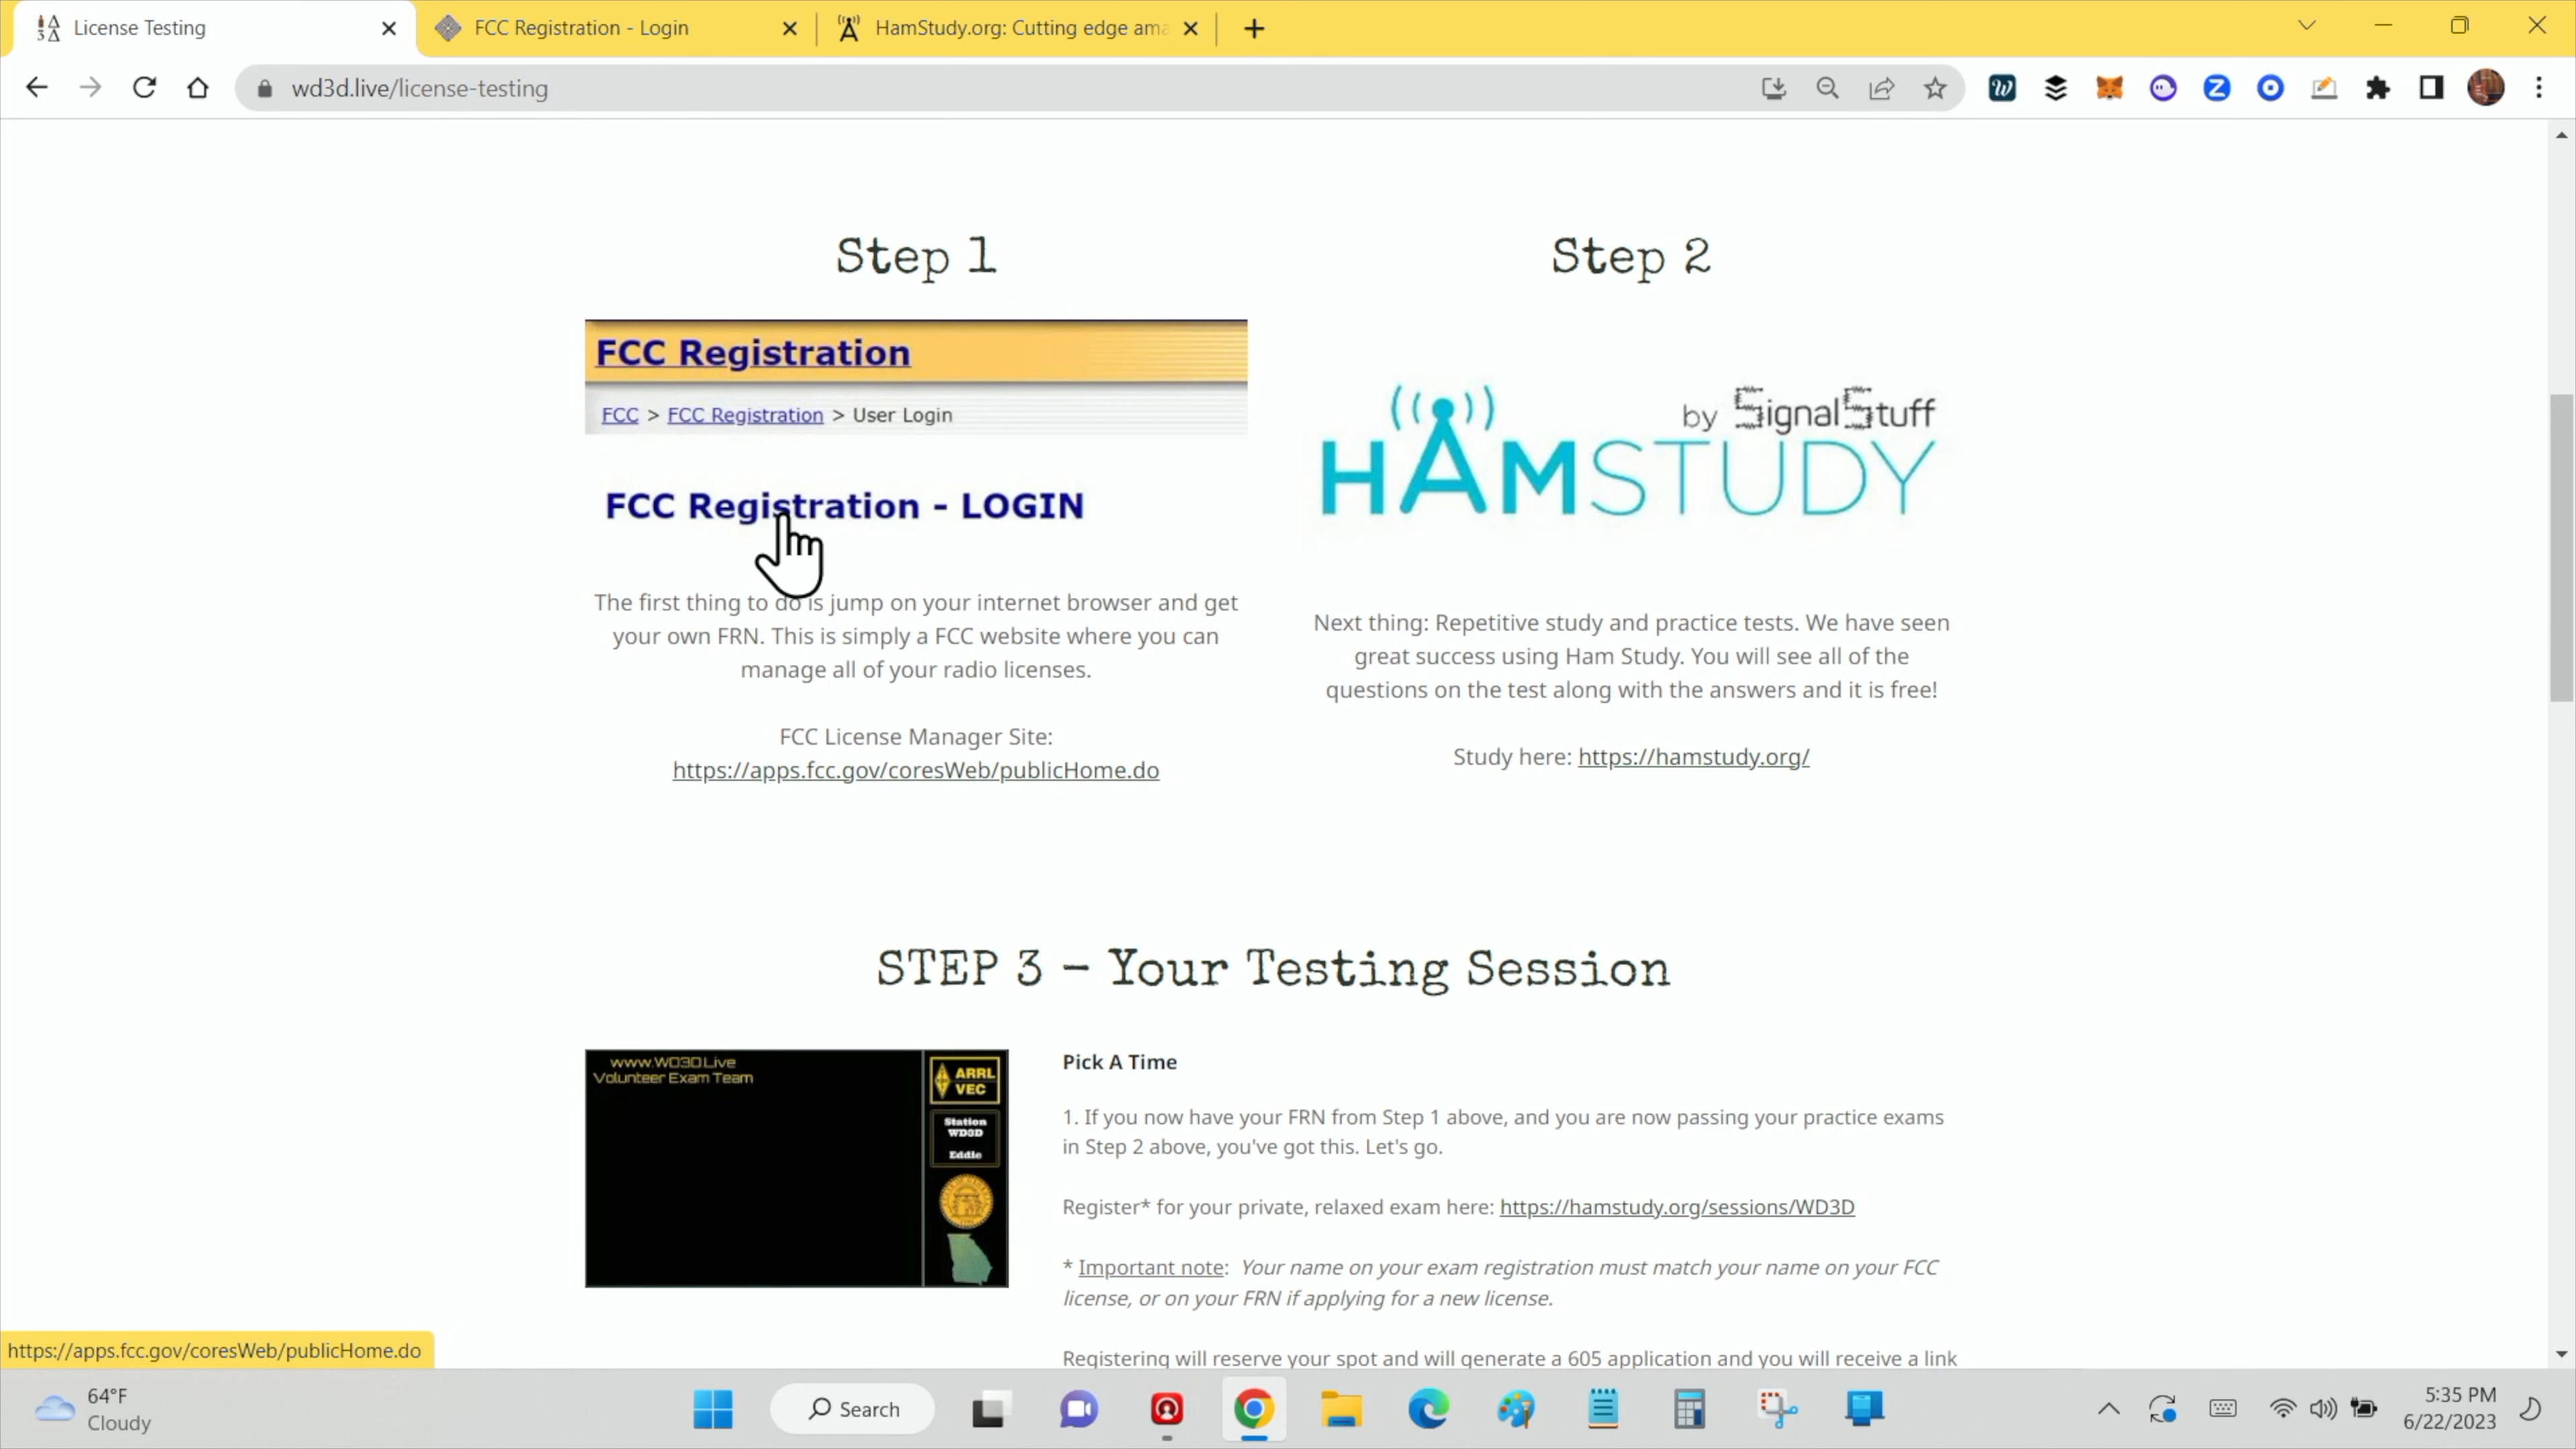 License Testing
FCC Registration - Login
HamStudy.org: Cutting edge ama
wd3d.live/license-testing
Step 1
FCC Registration
FCC > FCC Registration > User Login
FCC Registration - LOGIN
The first thing to do is jump on your internet browser and get
your own FRN. This is simply a FCC website where you can
manage all of your radio licenses.
FCC License Manager Site:
https://apps.fcc.gov/coresWeb/publicHome.do
Step 2
by SignalStuff
HAMSTUDY
Next thing: Repetitive study and practice tests. We have seen
great success using Ham Study. You will see all of the
questions on the test along with the answers and it is free!
Study here: https://hamstudy.org/
STEP 3 - Your Testing Session
www.WD3D.Live
Volunteer Exam Team
ARRL
VEC
Station
WD3D
Eddie
Pick A Time
1. If you now have your FRN from Step 1 above, and you are now passing your practice exams
in Step 2 above, you've got this. Let's go.
Register* for your private, relaxed exam here: https://hamstudy.org/sessions/WD3D
* Important note: Your name on your exam registration must match your name on your FCC
license, or on your FRN if applying for a new license.
Registering will reserve your spot and will generate a 605 application and you will receive a link
https://apps.fcc.gov/coresWeb/publicHome.do
64°F
Cloudy
Search
5:35 PM
6/22/2023